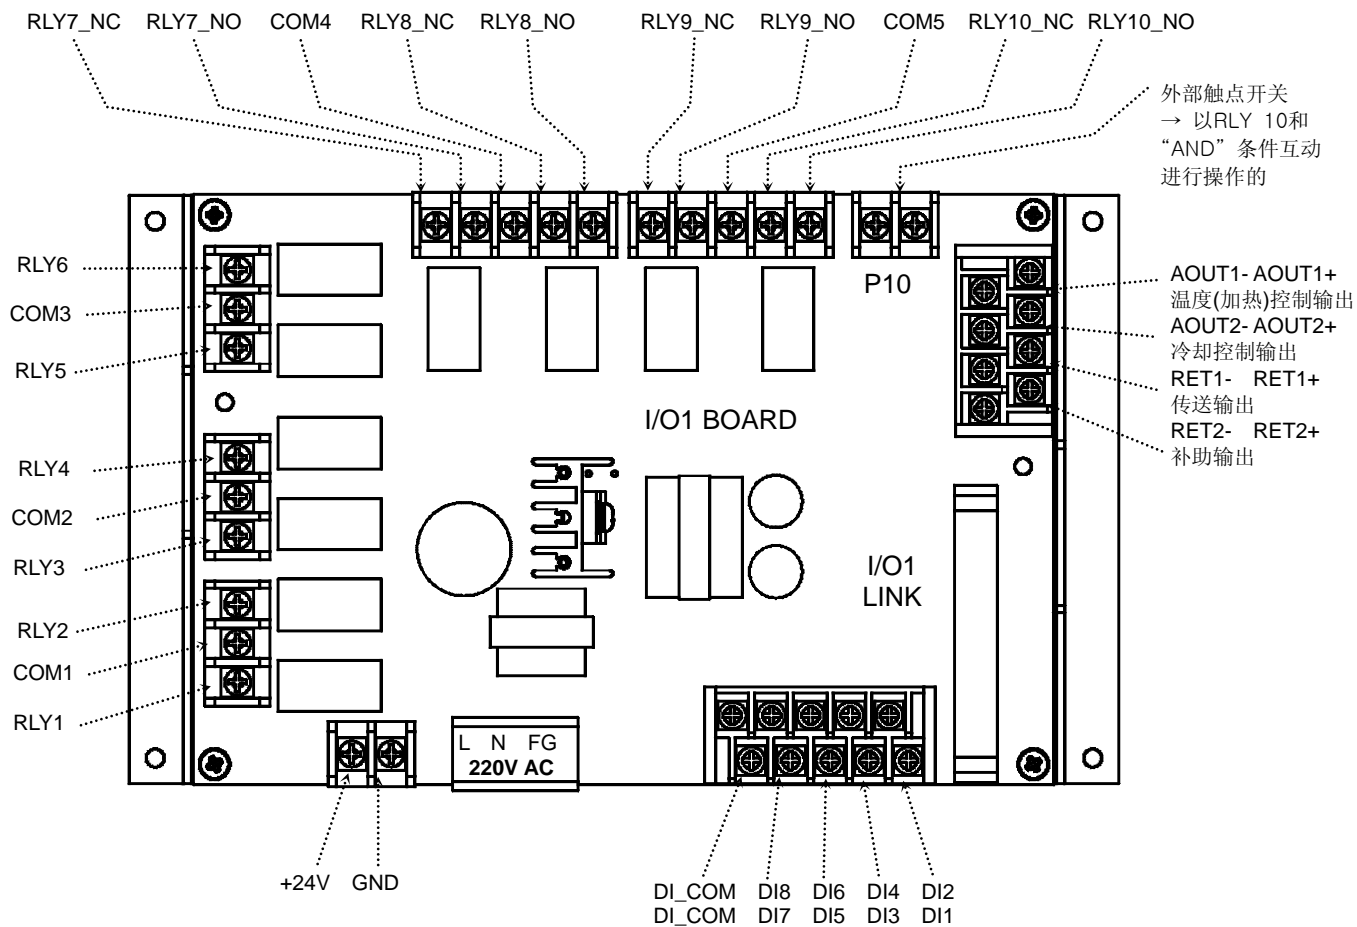 RLY7_NC RLY7_NO COM4 RLY8_NC RLY8_NO RLY9_NC RLY9_NO COM5 RLY10_NC RLY10_NO
外部触点开关
→ 以RLY 10和
“AND”条件互动
进行操作的
RLY6
COM3
RLY5
RLY4
COM2
RLY3
RLY2
COM1
RLY1
P10
AOUT1- AOUT1+
温度(加热)控制输出
AOUT2- AOUT2+
冷却控制输出
RET1- RET1+
传送输出
RET2- RET2+
补助输出
I/O1 BOARD
I/O1
LINK
L N FG
220V AC
+24V GND
DI_COM DI8 DI6 DI4 DI2
DI_COM DI7 DI5 DI3 DI1